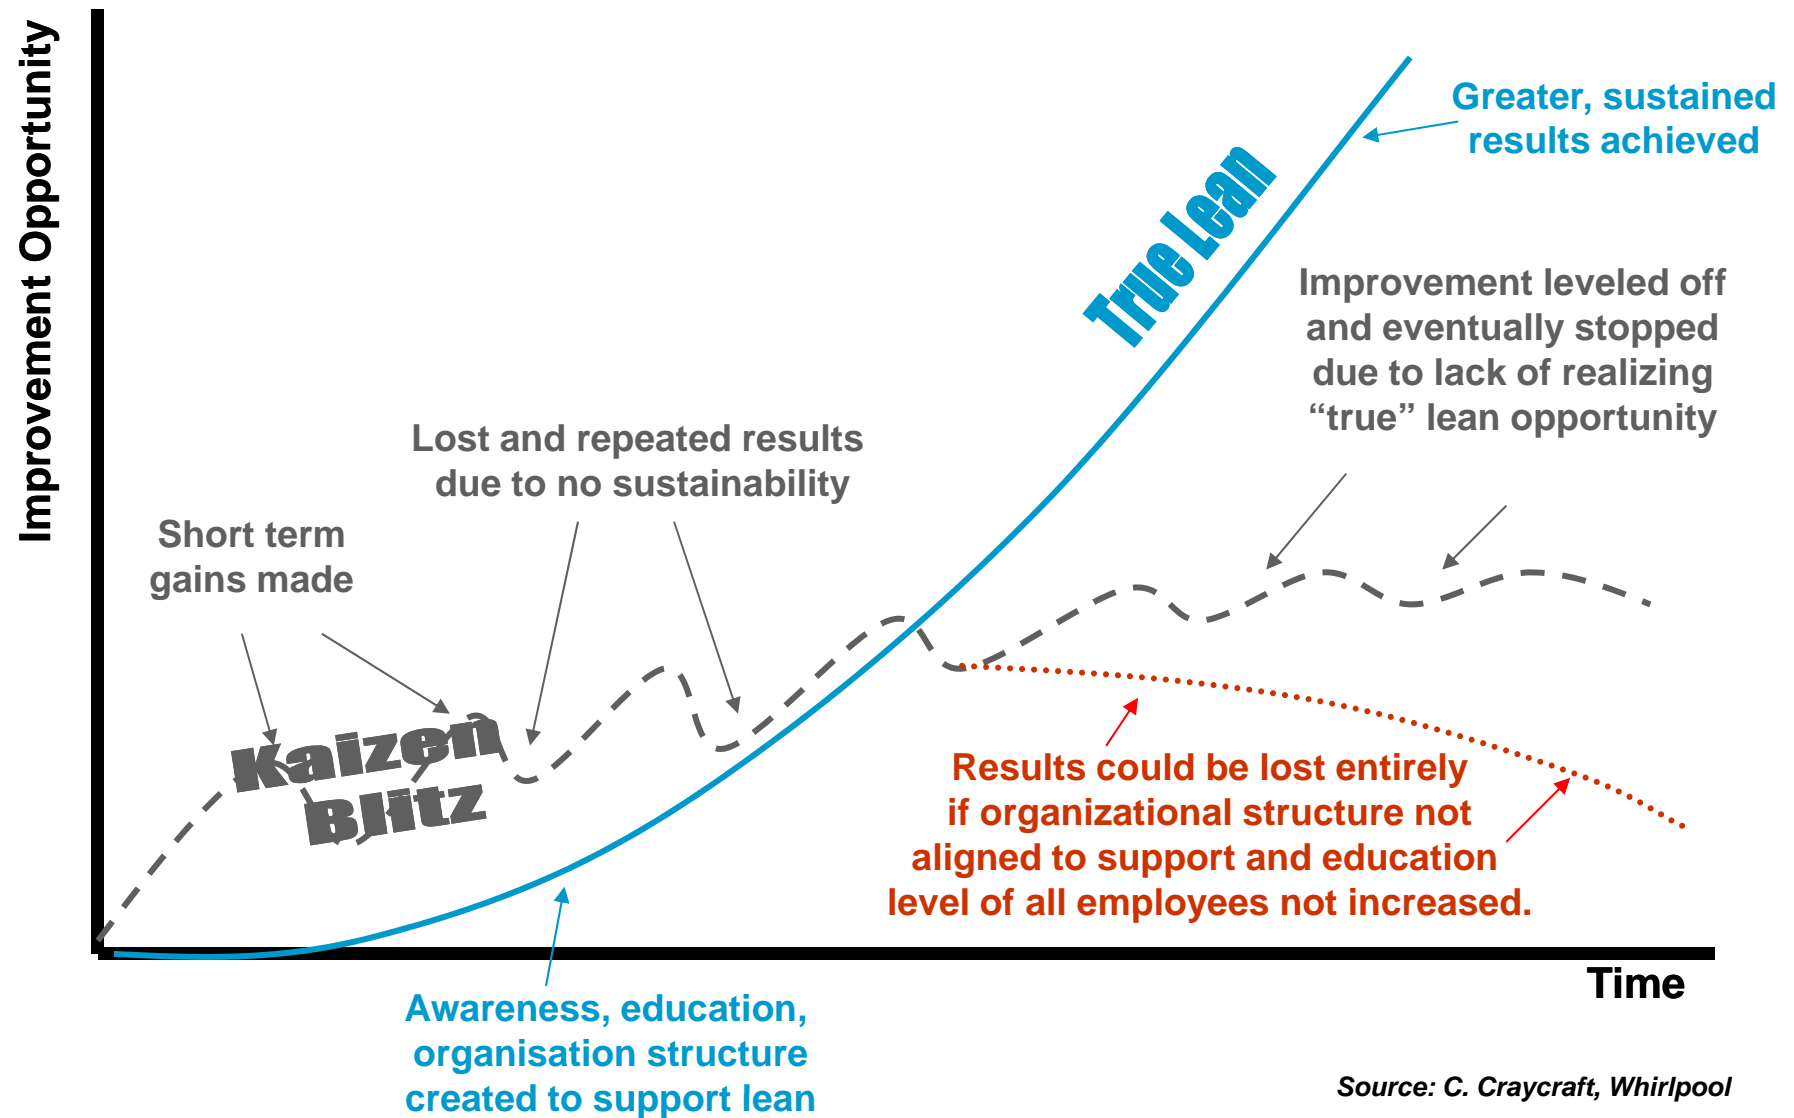 Improvement Opportunity
Greater, sustained
results achieved
True Lean
Improvement leveled off
and eventually stopped
due to lack of realizing
“true” lean opportunity
Lost and repeated results
due to no sustainability
Short term
gains made
Kaizen
Blitz
Results could be lost entirely
if organizational structure not
aligned to support and education
level of all employees not increased.
Time
Awareness, education,
organisation structure
created to support lean
Source: C. Craycraft, Whirlpool